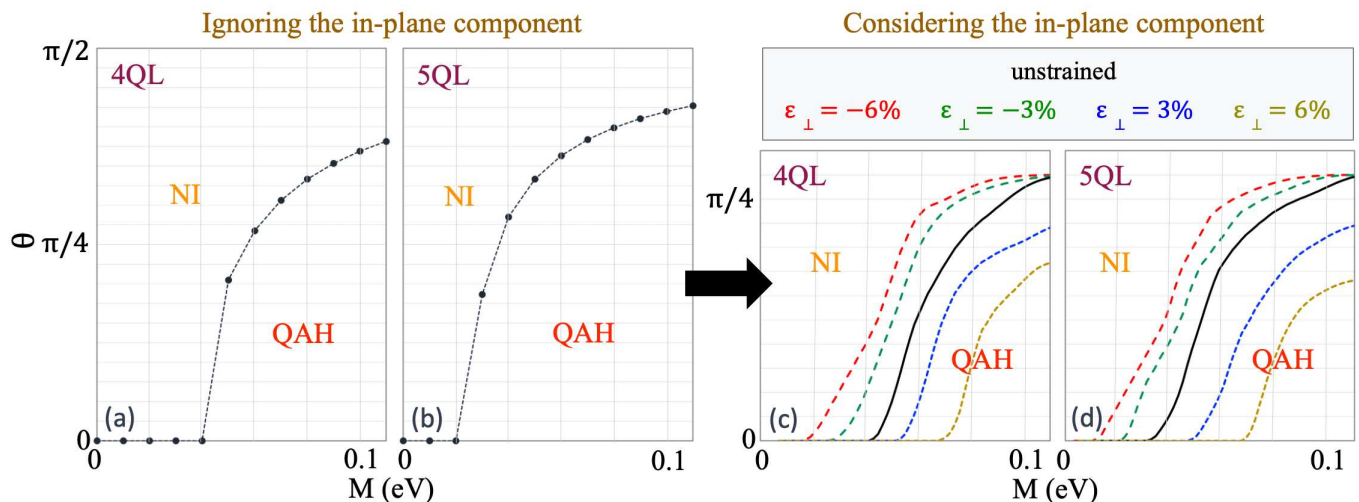 Ignoring the in-plane component
Considering the in-plane component
unstrained
ε⊥ = −6% ε⊥ = −3% ε⊥ = 3% ε⊥ = 6%
π/2
π/4
0
θ
4QL
NI
QAH
(a)
0 0.1
5QL
NI
QAH
(b)
0 0.1
M (eV)
π/4
0
4QL
NI
QAH
(c)
0 0.1
5QL
NI
QAH
(d)
0 0.1
M (eV)